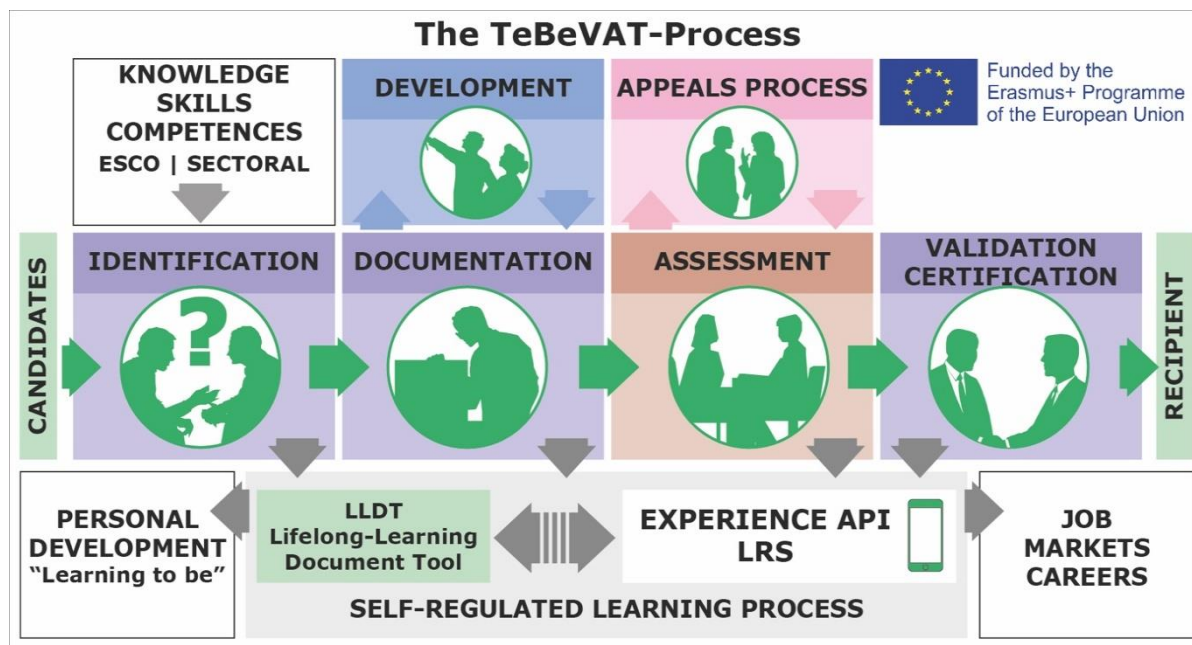 The TeBeVAT-Process
KNOWLEDGE
SKILLS
COMPETENCES
ESCO | SECTORAL
DEVELOPMENT
APPEALS PROCESS
Funded by the
Erasmus+ Programme
of the European Union
CANDIDATES
IDENTIFICATION
?
DOCUMENTATION
ASSESSMENT
VALIDATION
CERTIFICATION
RECIPIENT
PERSONAL
DEVELOPMENT
“Learning to be”
LLDT
Lifelong-Learning
Document Tool
EXPERIENCE API
LRS
SELF-REGULATED LEARNING PROCESS
JOB
MARKETS
CAREERS